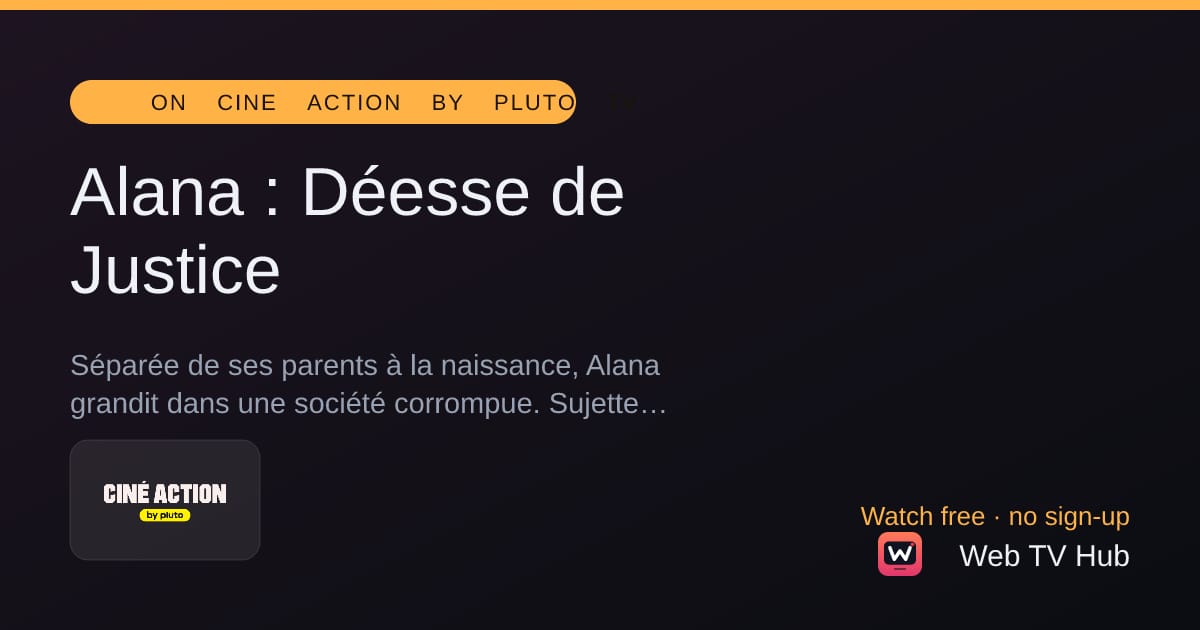 ON CINE ACTION BY PLUTO TV
Alana : Déesse de
Justice
Séparée de ses parents à la naissance, Alana
grandit dans une société corrompue. Sujette…
CINÉ ACTION
by pluto
Watch free · no sign-up
W
Web TV Hub